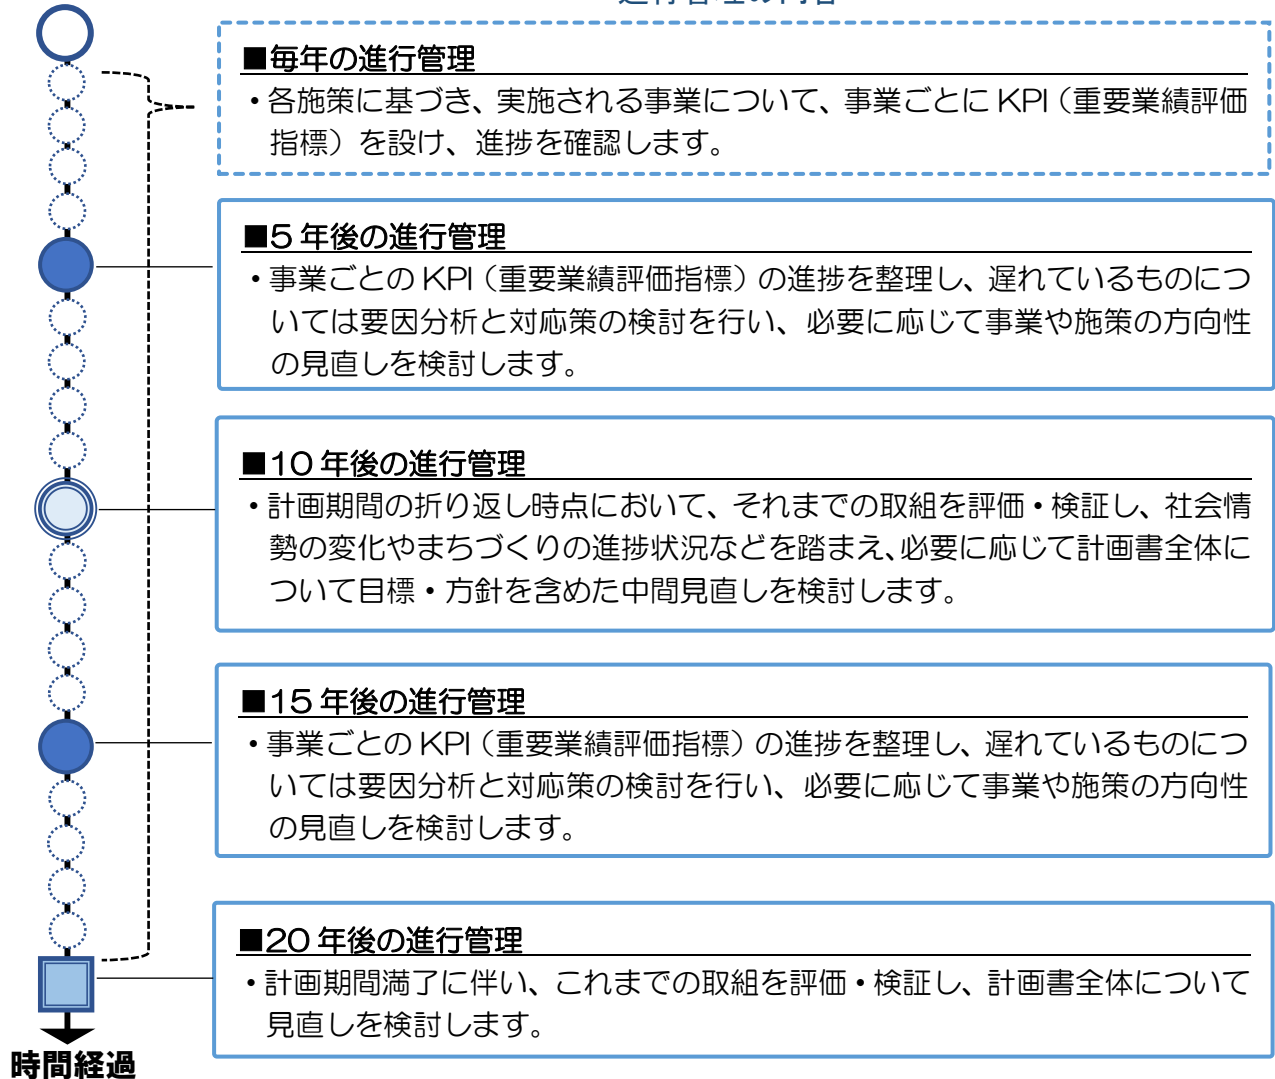 ■毎年の進行管理
・各施策に基づき、実施される事業について、事業ごとに KPI（重要業績評価
指標）を設け、進捗を確認します。
■5 年後の進行管理
・事業ごとの KPI（重要業績評価指標）の進捗を整理し、遅れているものにつ
いては要因分析と対応策の検討を行い、必要に応じて事業や施策の方向性
の見直しを検討します。
■10 年後の進行管理
・計画期間の折り返し時点において、それまでの取組を評価・検証し、社会情
勢の変化やまちづくりの進捗状況などを踏まえ、必要に応じて計画書全体に
ついて目標・方針を含めた中間見直しを検討します。
■15 年後の進行管理
・事業ごとの KPI（重要業績評価指標）の進捗を整理し、遅れているものにつ
いては要因分析と対応策の検討を行い、必要に応じて事業や施策の方向性
の見直しを検討します。
■20 年後の進行管理
・計画期間満了に伴い、これまでの取組を評価・検証し、計画書全体について
見直しを検討します。
時間経過